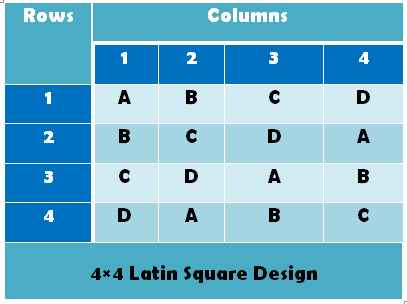 Rows Columns
1 2 3 4
1 A B C D
2 B C D A
3 C D A B
4 D A B C
4×4 Latin Square Design